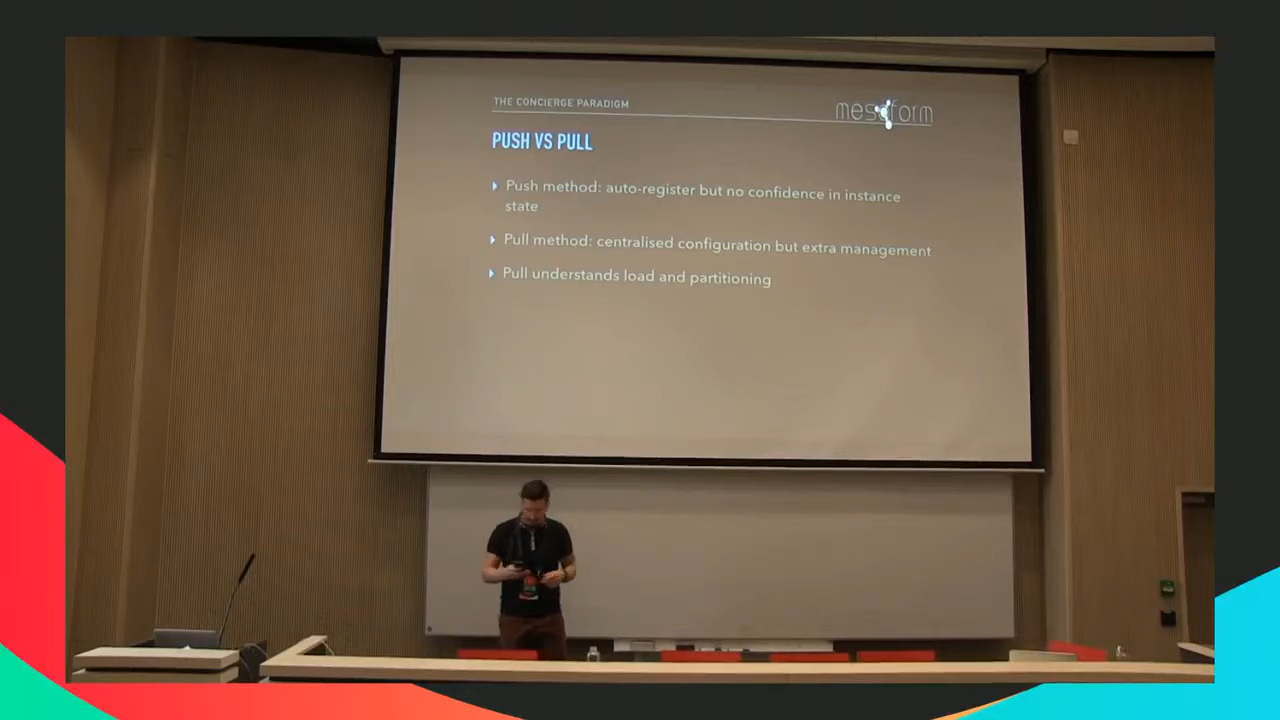 THE CONCIERGE PARADIGM
mesoform
PUSH VS PULL
Push method: auto-register but no confidence in instance
state
Pull method: centralised configuration but extra management
Pull understands load and partitioning